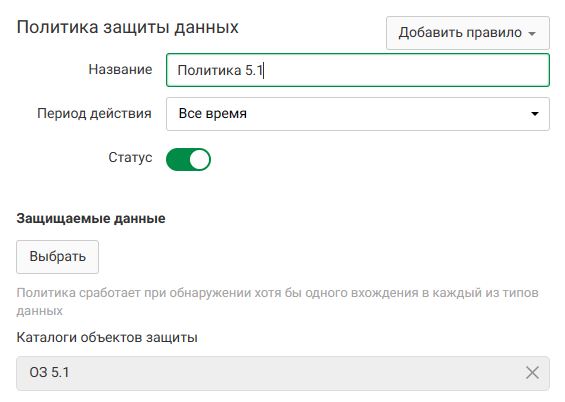 Политика защиты данных
Добавить правило
Название
Политика 5.1
Период действия
Все время
Статус
Защищаемые данные
Выбрать
Политика сработает при обнаружении хотя бы одного вхождения в каждый из типов
данных
Каталоги объектов защиты
ОЗ 5.1